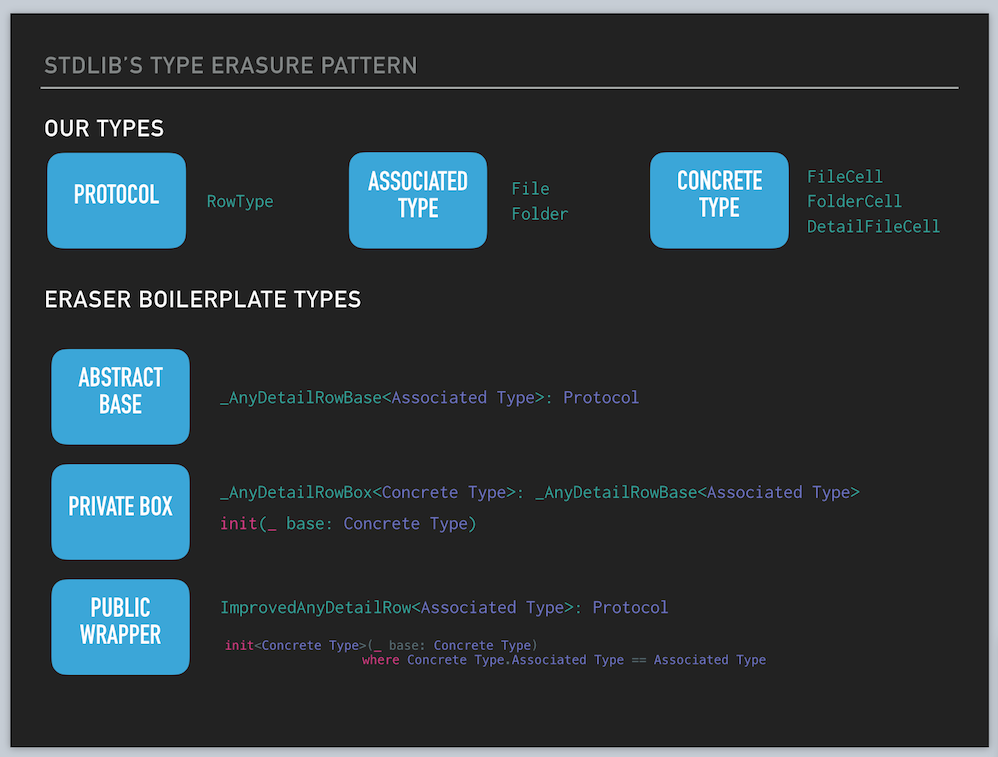 STDLIB'S TYPE ERASURE PATTERN
OUR TYPES
PROTOCOL
RowType
ASSOCIATED
TYPE
File
Folder
CONCRETE
TYPE
FileCell
FolderCell
DetailFileCell
ERASER BOILERPLATE TYPES
ABSTRACT
BASE
_AnyDetailRowBase<Associated Type>: Protocol
PRIVATE BOX
_AnyDetailRowBox<Concrete Type>: _AnyDetailRowBase<Associated Type>
init(_ base: Concrete Type)
PUBLIC
WRAPPER
ImprovedAnyDetailRow<Associated Type>: Protocol
init<Concrete Type>(_ base: Concrete Type)
where Concrete Type.Associated Type == Associated Type